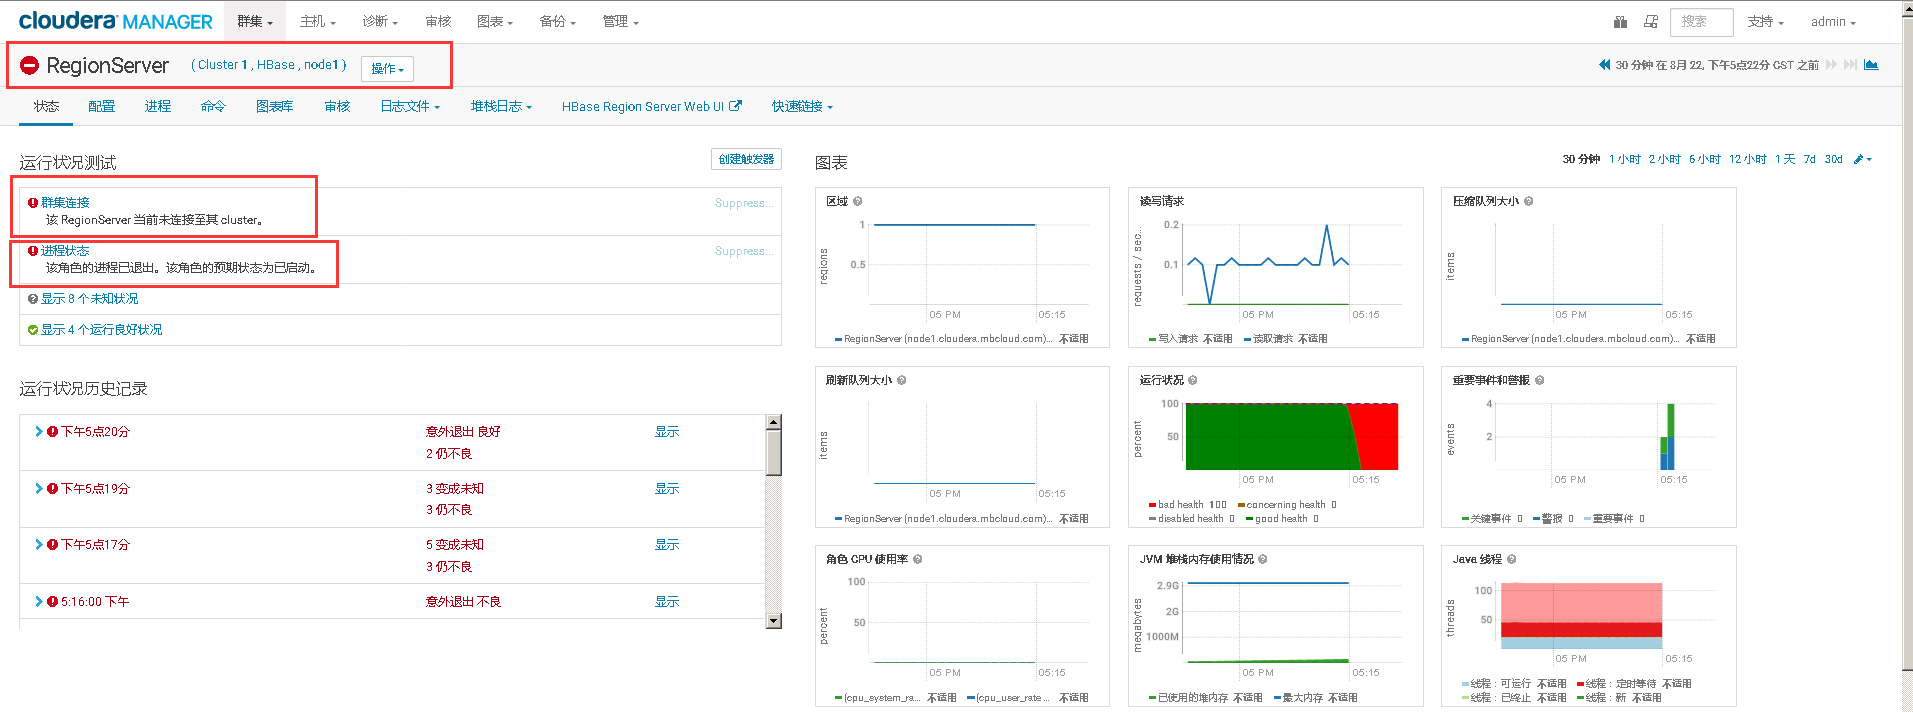 cloudera MANAGER 群集 主机 诊断 审核 图表 备份 管理 搜索 支持 admin
RegionServer (Cluster 1 , HBase , node1 ) 操作
30 分钟 在 8月 22, 下午5点22分 CST 之前
状态 配置 进程 命令 图表库 审核 日志文件 堆栈日志 HBase Region Server Web UI 快速链接
运行状况测试
创建触发器
群集连接 Suppress...
该 RegionServer 当前未连接至其 cluster。
进程状态 Suppress...
该角色的进程已退出。该角色的预期状态为已启动。
显示 8 个未知状况
显示 4 个运行良好状况
运行状况历史记录
下午5点20分 意外退出 良好 显示
2 仍不良
下午5点19分 3 变成未知 显示
3 仍不良
下午5点17分 5 变成未知 显示
3 仍不良
5:16:00 下午 意外退出 不良 显示
图表
30 分钟 1 小时 2 小时 6 小时 12 小时 1 天 7d 30d
区域
regions
1
0.5
05 PM 05:15
RegionServer (node1.cloudera.mbcloud.com)... 不适用
读写请求
requests / sec...
0.2
0.1
05 PM 05:15
写入请求 不适用 读取请求 不适用
压缩队列大小
items
05 PM 05:15
RegionServer (node1.cloudera.mbcloud.com)... 不适用
刷新队列大小
items
05 PM 05:15
RegionServer (node1.cloudera.mbcloud.com)... 不适用
运行状况
percent
100
50
05 PM 05:15
bad health 100 concerning health 0
disabled health 0 good health 0
重要事件和警报
events
4
2
05 PM 05:15
关键事件 0 警报 0 重要事件 0
角色 CPU 使用率
percent
100
50
05 PM 05:15
(cpu_system_ra... 不适用 (cpu_user_rate ... 不适用
JVM 堆栈内存使用情况
megabytes
2.9G
2G
1000M
05 PM 05:15
已使用的堆内存 不适用 最大内存 不适用
Java 线程
threads
100
50
05 PM 05:15
线程：可运行 不适用 线程：定时等待 不适用
线程：已终止 不适用 线程：新 不适用